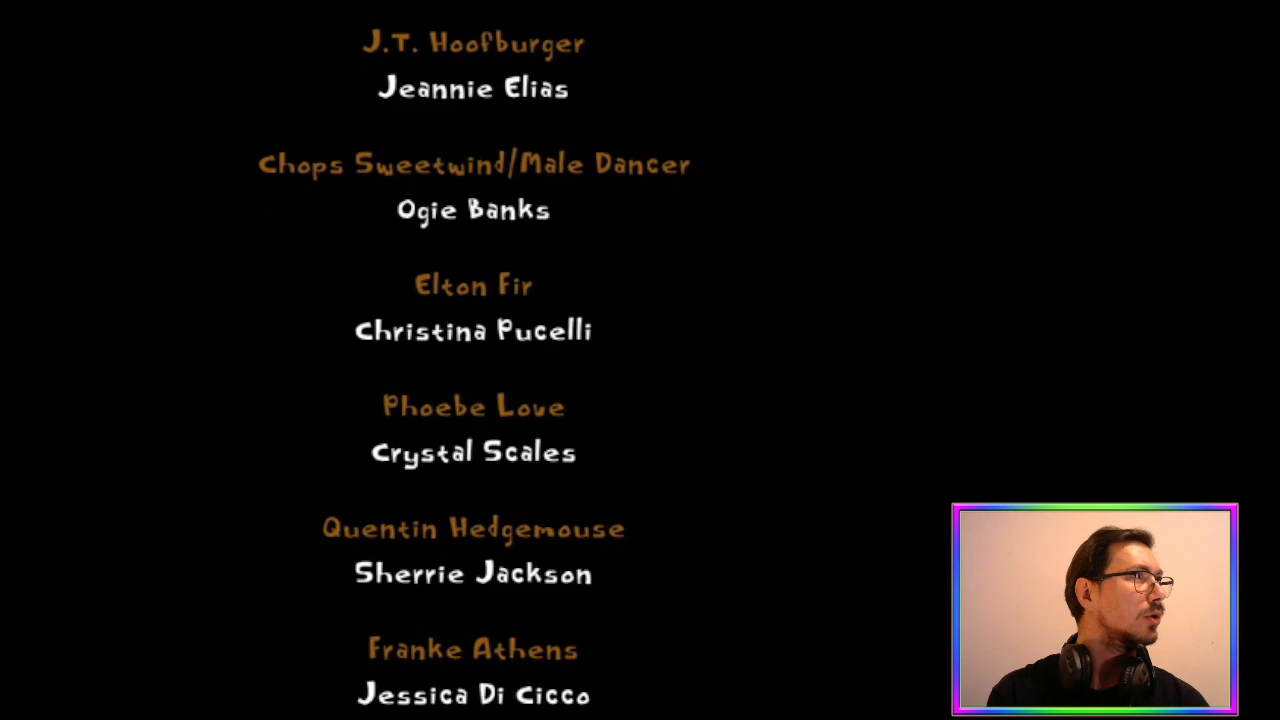 J.T. Hoofburger
Jeannie Elias
Chops Sweetwind/Male Dancer
Ogie Banks
Elton Fir
Christina Pucelli
Phoebe Love
Crystal Scales
Quentin Hedgemouse
Sherrie Jackson
Franke Athens
Jessica Di Cicco